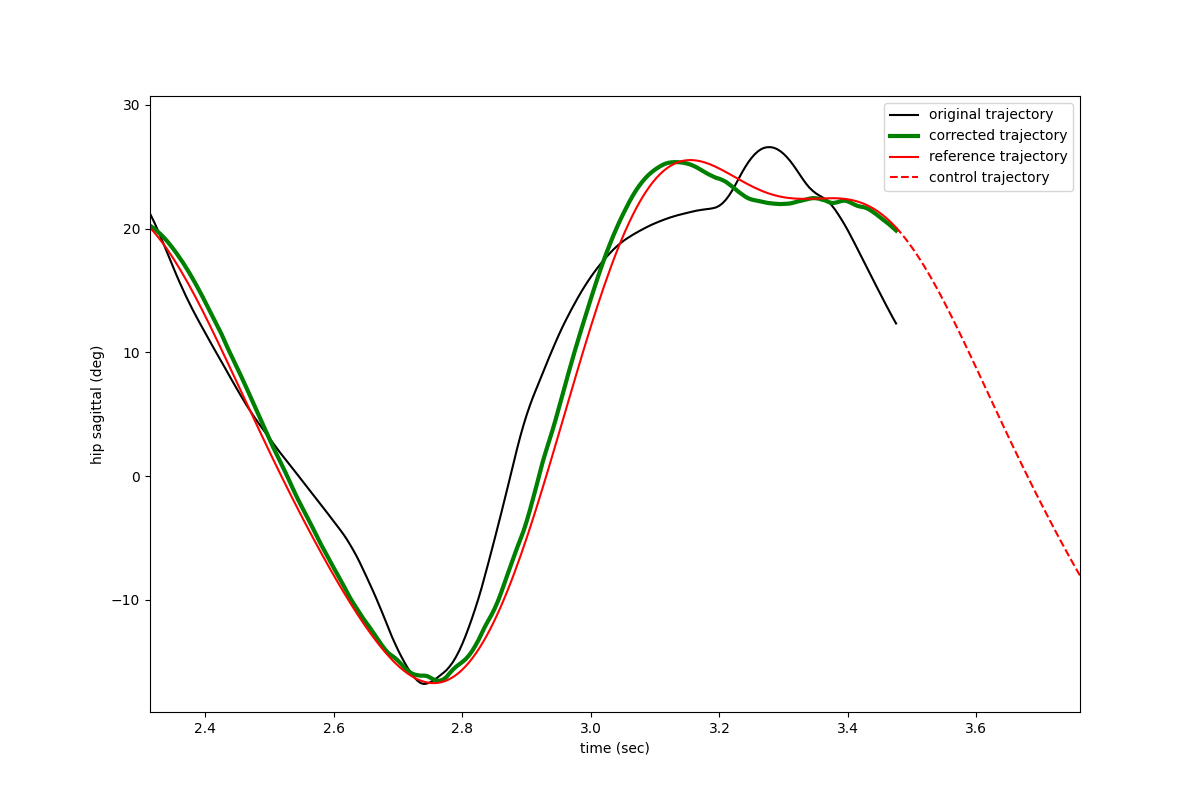 30
20
10
0
−10
hip sagittal (deg)
original trajectory
corrected trajectory
reference trajectory
control trajectory
2.4 2.6 2.8 3.0 3.2 3.4 3.6
time (sec)